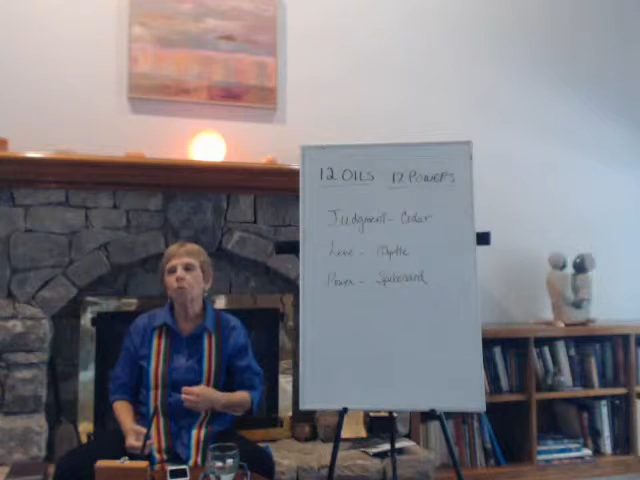 12 OILS 12 POWERS
Judgment - Cedar
Love - Myrtle
Power - Spikenard